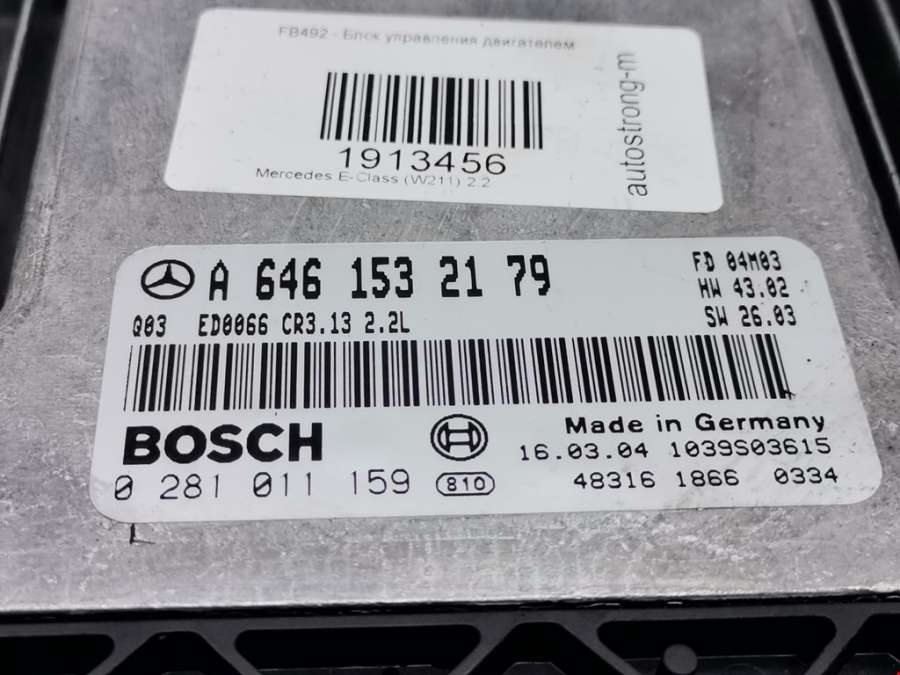 FB492 - Блок управления двигателем
1913456
Mercedes E-Class (W211) 2.2
autostrong-m
A 646 153 21 79
FD 04M03
HW 43.02
SW 26.03
Q03 ED0066 CR3.13 2.2L
BOSCH
Made in Germany
16.03.04 1039S03615
0 281 011 159 810
48316 1866 0334